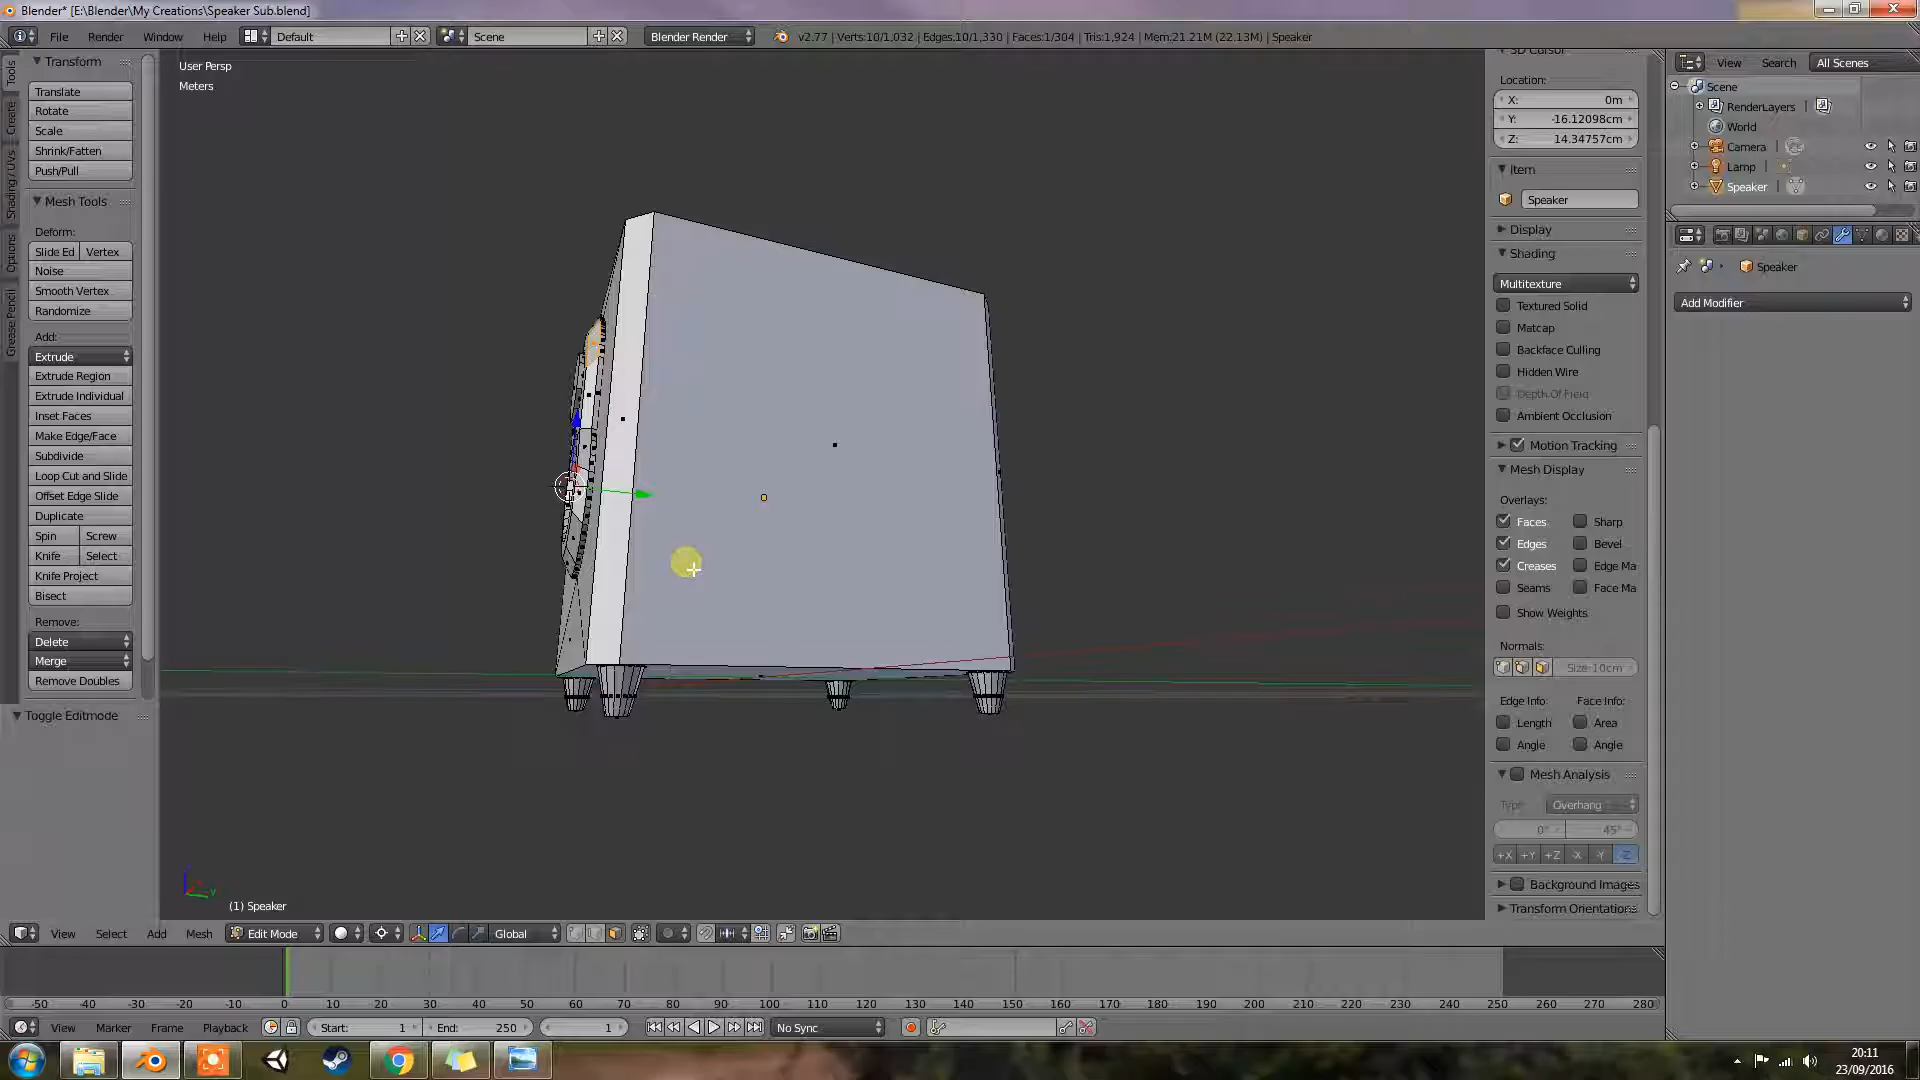 Blender* [E:\Blender\My Creations\Speaker Sub.blend]
File Render Window Help Default Scene Blender Render v2.77 | Verts:10/1,032 | Edges:10/1,330 | Faces:1/304 | Tris:1,924 | Mem:21.21M (22.13M) | Speaker
Tools
Create
Shading / UVs
Options
Grease Pencil
Transform
Translate
Rotate
Scale
Shrink/Fatten
Push/Pull
Mesh Tools
Deform:
Slide Ed Vertex
Noise
Smooth Vertex
Randomize
Add:
Extrude
Extrude Region
Extrude Individual
Inset Faces
Make Edge/Face
Subdivide
Loop Cut and Slide
Offset Edge Slide
Duplicate
Spin Screw
Knife Select
Knife Project
Bisect
Remove:
Delete
Merge
Remove Doubles
Toggle Editmode
User Persp
Meters
(1) Speaker
3D Cursor
Location:
X: 0m
Y: -16.12098cm
Z: 14.34757cm
Item
Speaker
Display
Shading
Multitexture
Textured Solid
Matcap
Backface Culling
Hidden Wire
Depth Of Field
Ambient Occlusion
Motion Tracking
Mesh Display
Overlays:
Faces Sharp
Edges Bevel
Creases Edge Ma
Seams Face Ma
Show Weights
Normals:
Size:10cm
Edge Info: Face Info:
Length Area
Angle Angle
Mesh Analysis
Type: Overhang
0° 45°
+X +Y +Z -X -Y -Z
Background Images
Transform Orientations
View Search All Scenes
Scene
RenderLayers
World
Camera
Lamp
Speaker
Speaker
Add Modifier
View Select Add Mesh Edit Mode Global
-50 -40 -30 -20 -10 0 10 20 30 40 50 60 70 80 90 100 110 120 130 140 150 160 170 180 190 200 210 220 230 240 250 260 270 280
View Marker Frame Playback Start: 1 End: 250 1 No Sync
20:11
23/09/2016